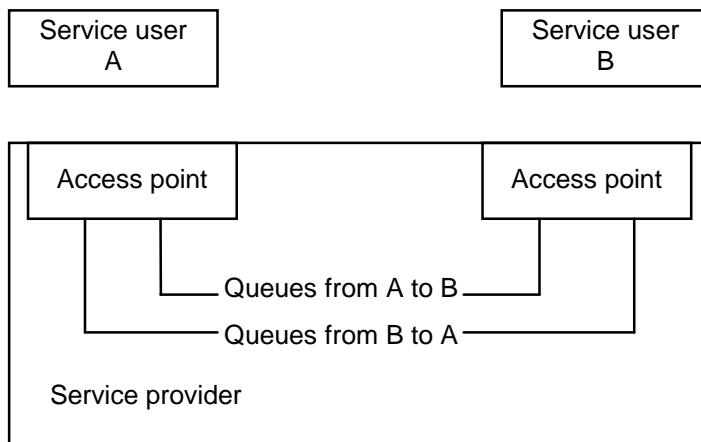 Service user
A
Service user
B
Access point
Access point
Queues from A to B
Queues from B to A
Service provider